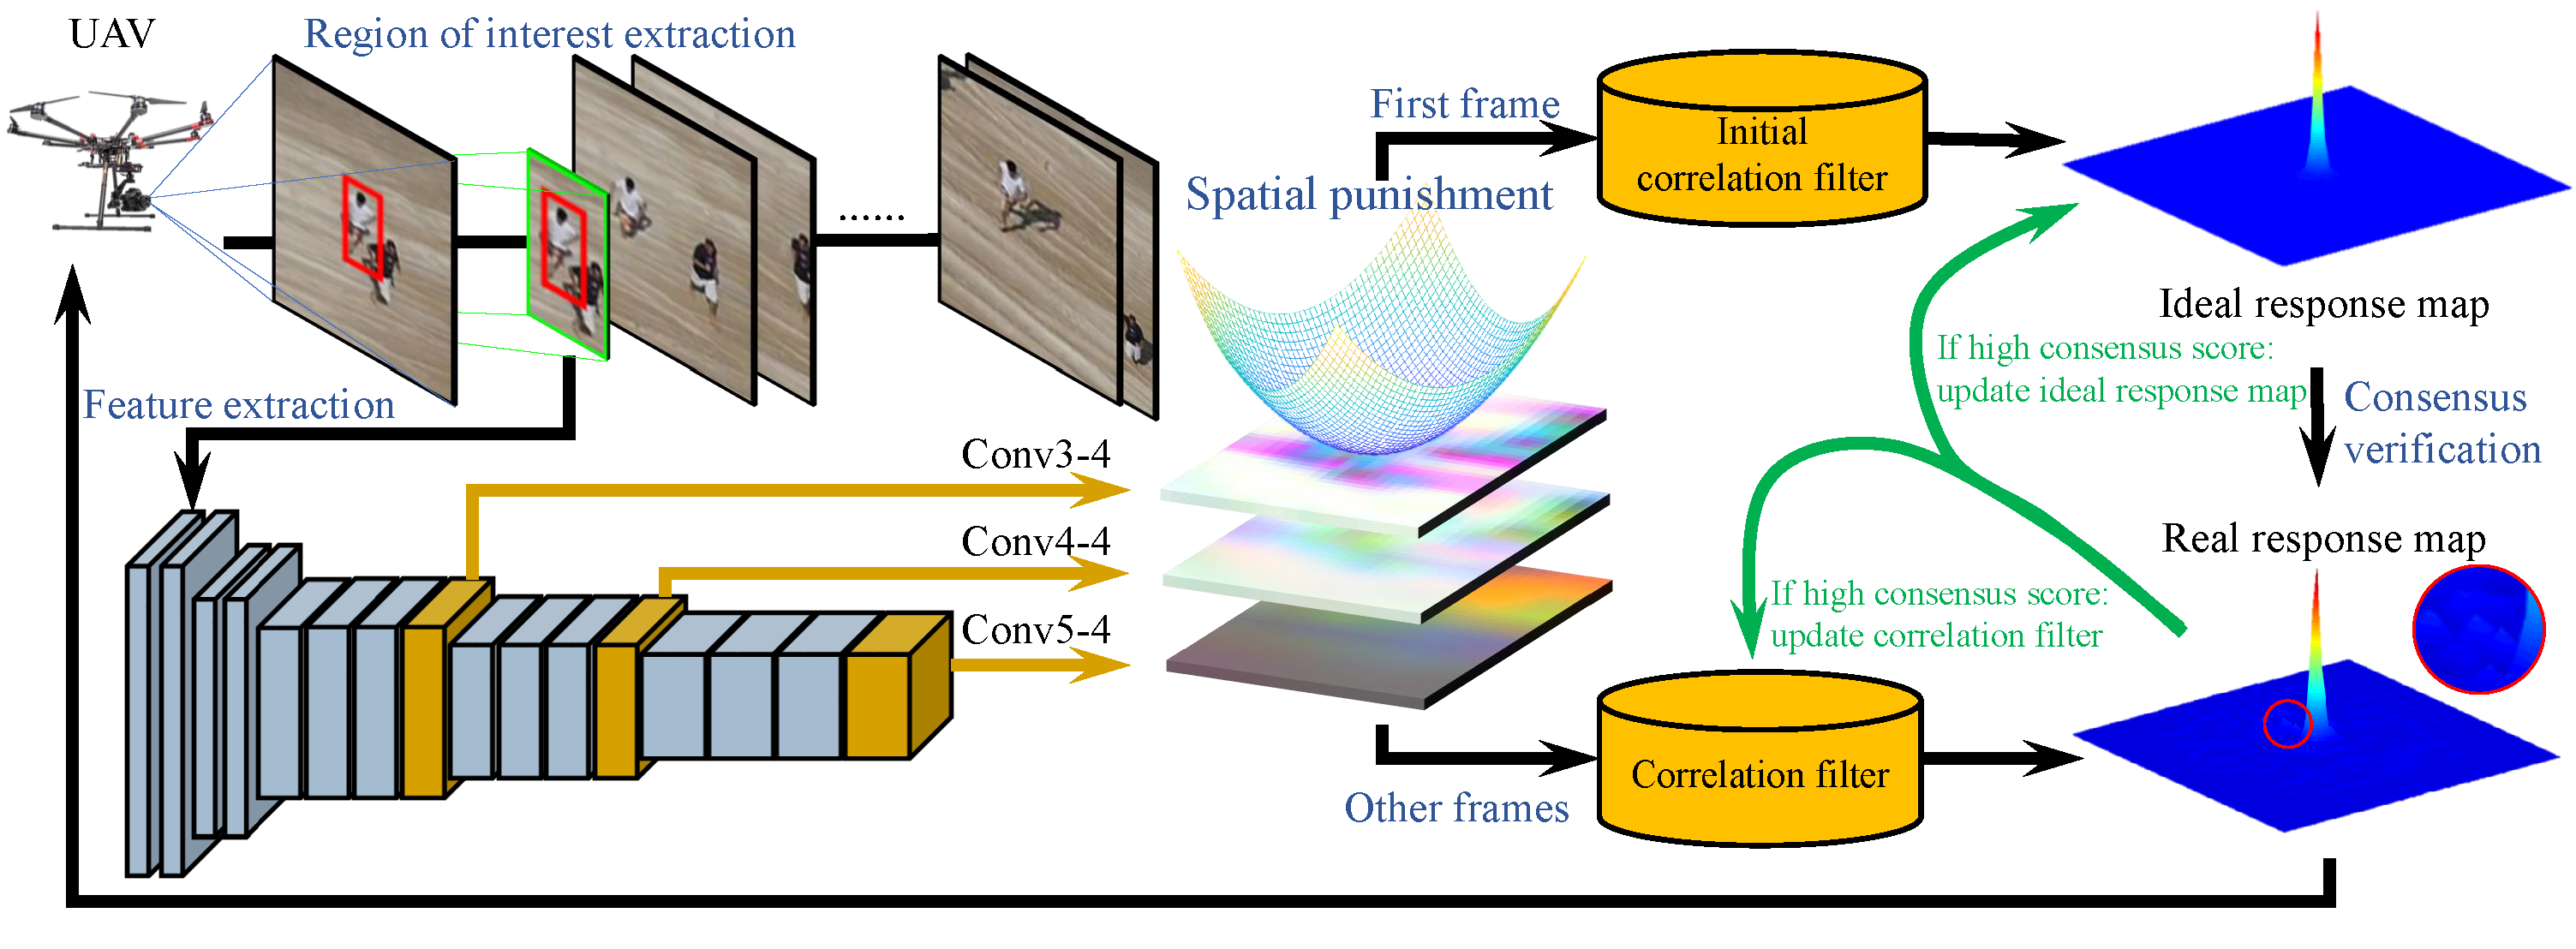 UAV
Region of interest extraction
......
First frame
Initial
correlation filter
Spatial punishment
Ideal response map
If high consensus score:
update ideal response map
Consensus
verification
Feature extraction
Conv3-4
Conv4-4
Conv5-4
Real response map
If high consensus score:
update correlation filter
Correlation filter
Other frames